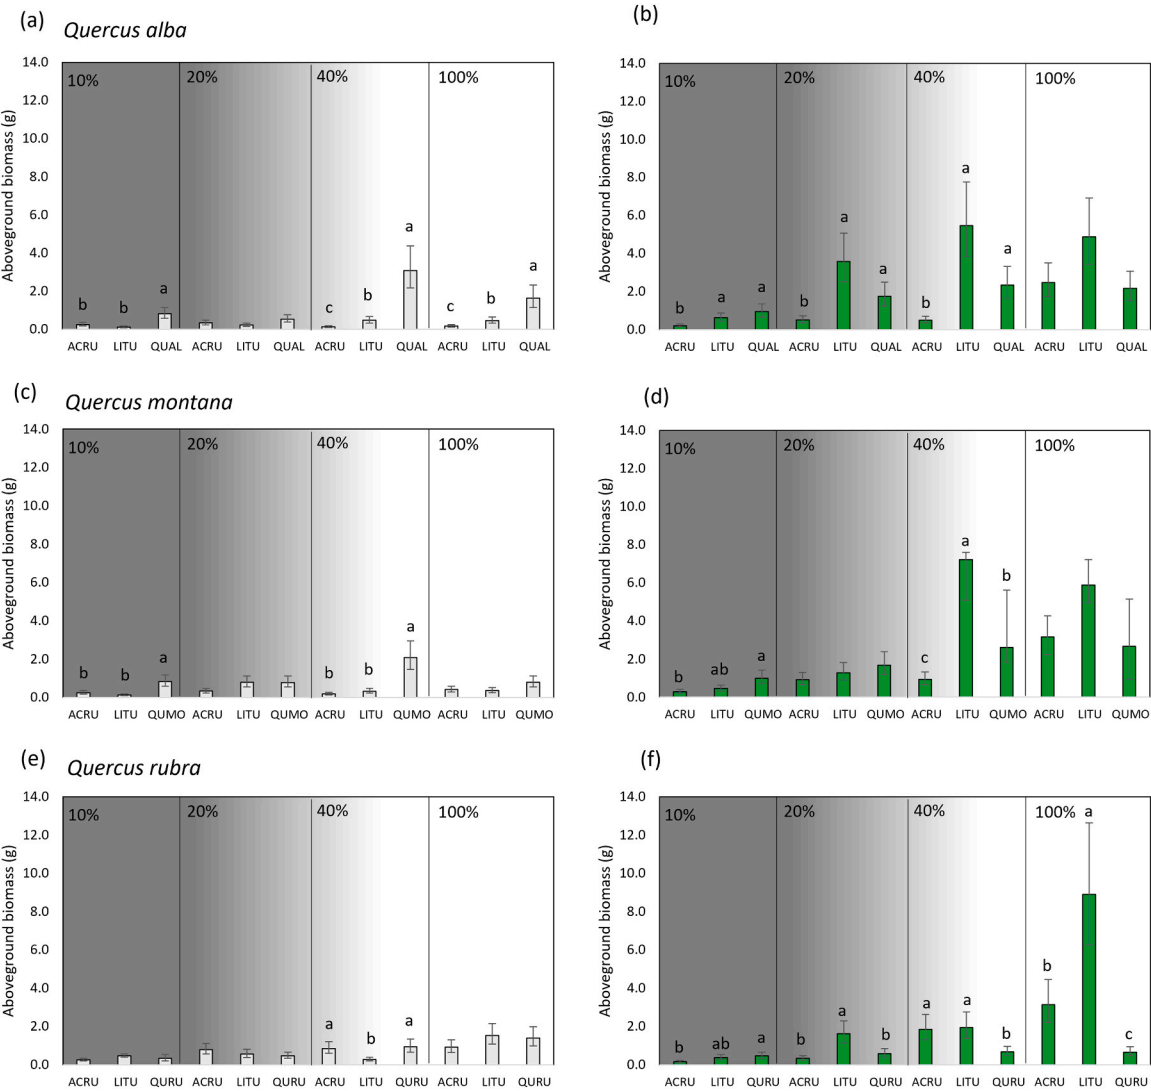 (a)
Quercus alba
Aboveground biomass (g)
14.0
12.0
10.0
8.0
6.0
4.0
2.0
0.0
10% 20% 40% 100%
b b a c b a c b a
ACRU LITU QUAL ACRU LITU QUAL ACRU LITU QUAL ACRU LITU QUAL
(b)
Aboveground biomass (g)
14.0
12.0
10.0
8.0
6.0
4.0
2.0
0.0
10% 20% 40% 100%
b a a b a a b a a
ACRU LITU QUAL ACRU LITU QUAL ACRU LITU QUAL ACRU LITU QUAL
(c)
Quercus montana
Aboveground biomass (g)
14.0
12.0
10.0
8.0
6.0
4.0
2.0
0.0
10% 20% 40% 100%
b b a b b a
ACRU LITU QUMO ACRU LITU QUMO ACRU LITU QUMO ACRU LITU QUMO
(d)
Aboveground biomass (g)
14.0
12.0
10.0
8.0
6.0
4.0
2.0
0.0
10% 20% 40% 100%
b ab a c a b
ACRU LITU QUMO ACRU LITU QUMO ACRU LITU QUMO ACRU LITU QUMO
(e)
Quercus rubra
Aboveground biomass (g)
14.0
12.0
10.0
8.0
6.0
4.0
2.0
0.0
10% 20% 40% 100%
a b a
ACRU LITU QURU ACRU LITU QURU ACRU LITU QURU ACRU LITU QURU
(f)
Aboveground biomass (g)
14.0
12.0
10.0
8.0
6.0
4.0
2.0
0.0
10% 20% 40% 100%
b ab a b a b a a b b a c
ACRU LITU QURU ACRU LITU QURU ACRU LITU QURU ACRU LITU QURU